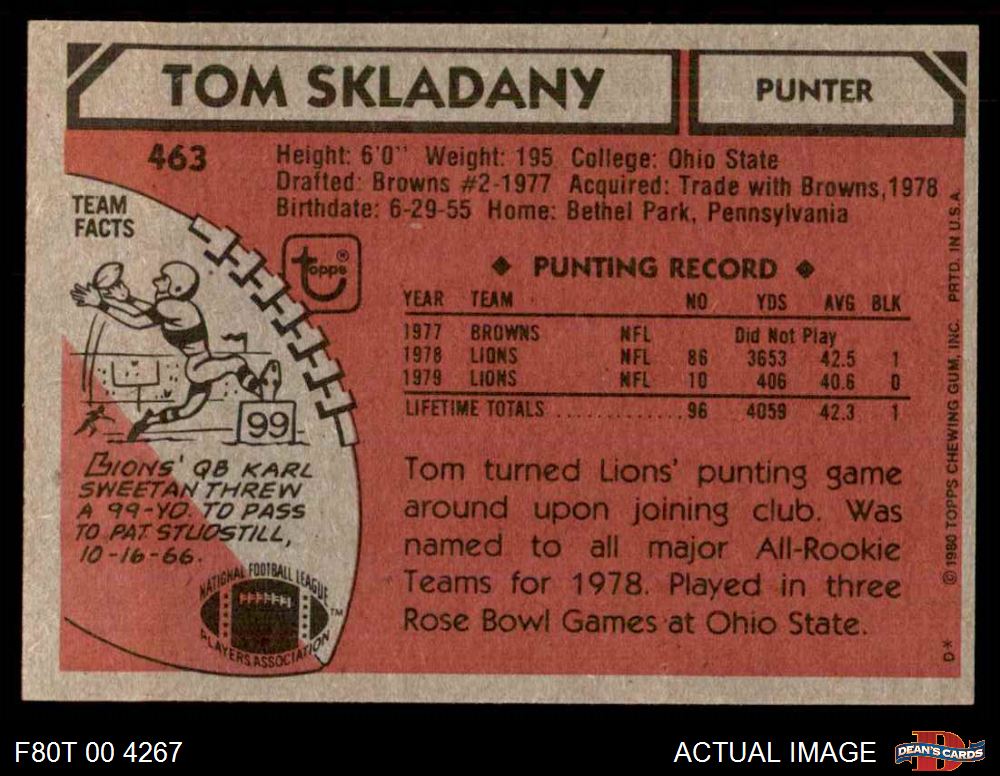 TOM SKLADANY
PUNTER
463
Height: 6'0" Weight: 195 College: Ohio State
Drafted: Browns #2-1977 Acquired: Trade with Browns,1978
Birthdate: 6-29-55 Home: Bethel Park, Pennsylvania
TEAM
FACTS
topps®
99
LIONS' QB KARL
SWEETAN THREW
A 99-YD. TD PASS
TO PAT STUDSTILL,
10-16-66.
NATIONAL FOOTBALL LEAGUE
PLAYERS ASSOCIATION
TM
◆ PUNTING RECORD ◆
YEAR TEAM NO YDS AVG BLK
1977 BROWNS NFL Did Not Play
1978 LIONS NFL 86 3653 42.5 1
1979 LIONS NFL 10 406 40.6 0
LIFETIME TOTALS ............ 96 4059 42.3 1
Tom turned Lions' punting game
around upon joining club. Was
named to all major All-Rookie
Teams for 1978. Played in three
Rose Bowl Games at Ohio State.
D* © 1980 TOPPS CHEWING GUM, INC. PRTD. IN U.S.A.
F80T 00 4267
ACTUAL IMAGE
D
DEAN'S CARDS